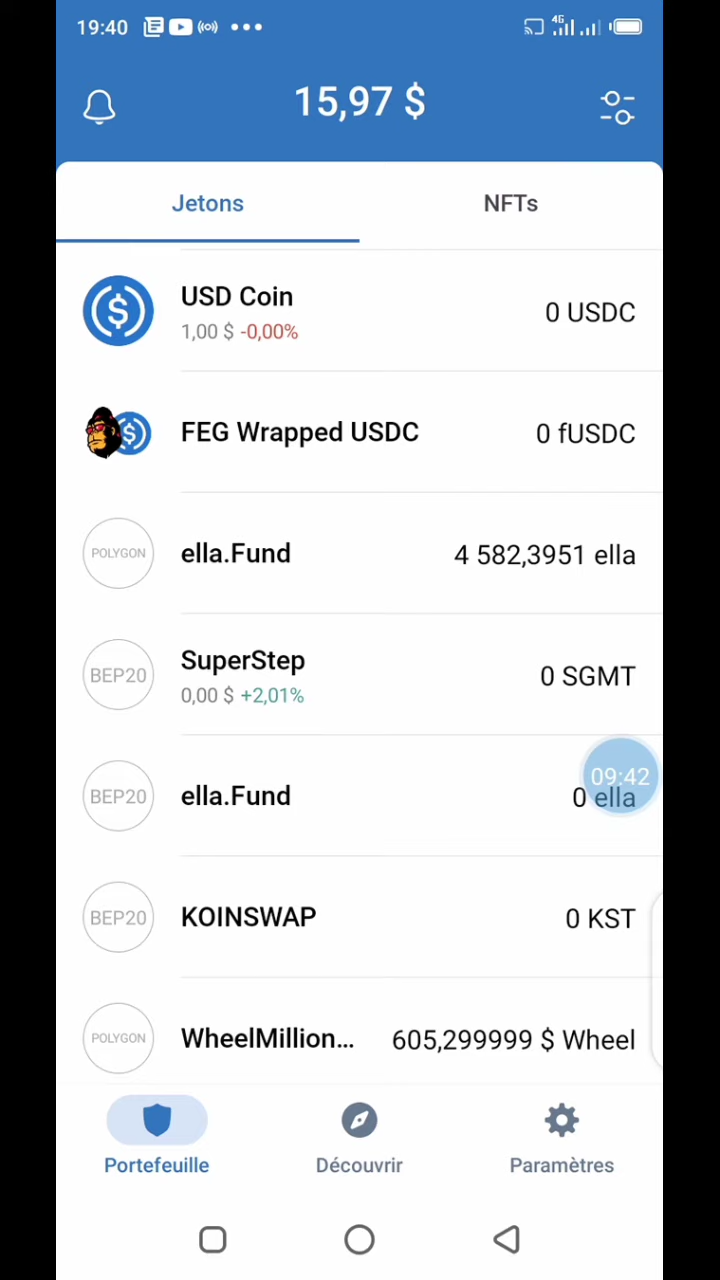 19:40
4G
15,97 $
Jetons NFTs
USD Coin
1,00 $ -0,00%
0 USDC
FEG Wrapped USDC
0 fUSDC
POLYGON
ella.Fund
4 582,3951 ella
BEP20
SuperStep
0,00 $ +2,01%
0 SGMT
09:42
BEP20
ella.Fund
0 ella
BEP20
KOINSWAP
0 KST
POLYGON
WheelMillion...
605,299999 $ Wheel
Portefeuille Découvrir Paramètres